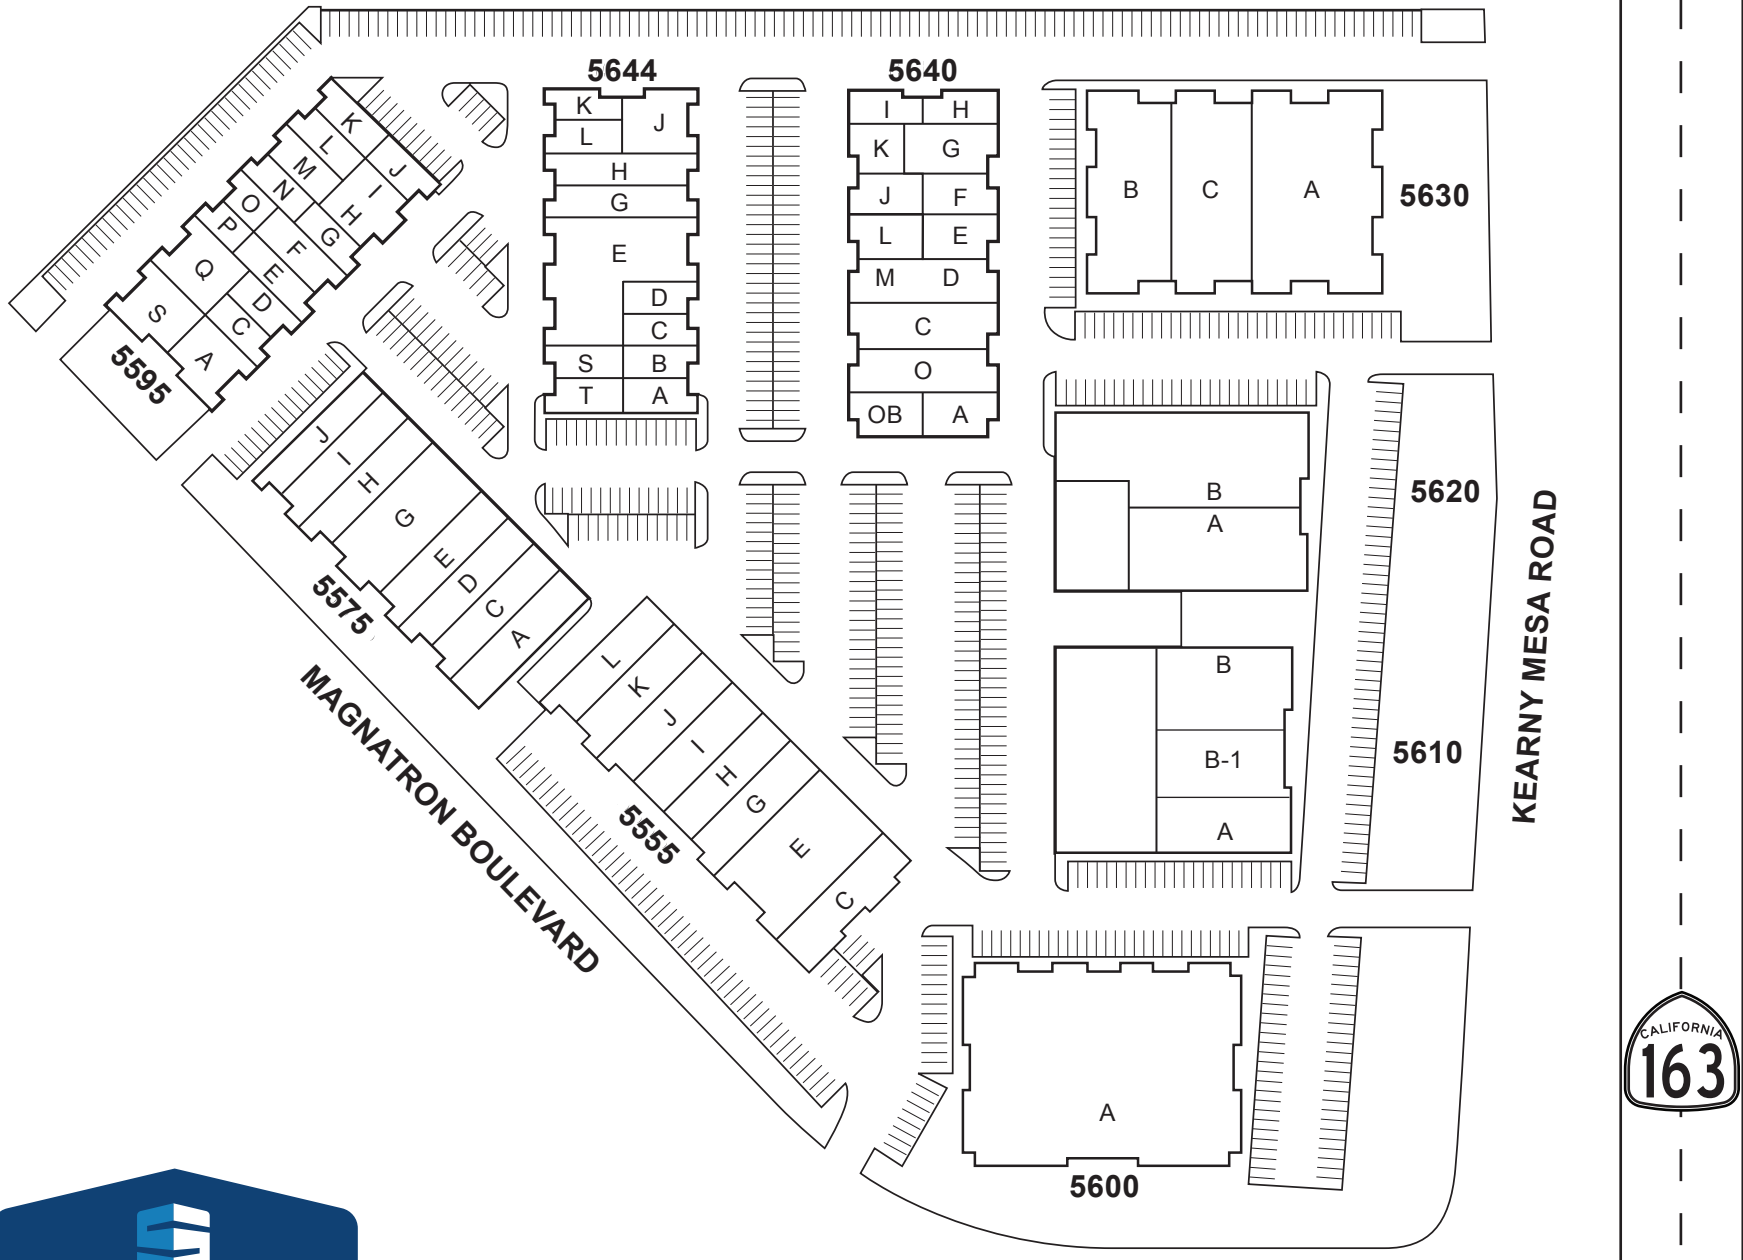 5644
K
J
L
H
G
E
D
C
S
B
T
A
5640
I
H
K
G
J
F
L
E
M
D
C
O
OB
A
B
C
A
5630
K
L
J
M
I
N
H
O
G
P
F
Q
E
D
S
C
A
5595
J
I
H
G
E
D
C
A
5575
L
K
J
I
H
G
E
C
5555
MAGNATRON BOULEVARD
B
A
5620
B
B-1
A
5610
KEARNY MESA ROAD
A
5600
CALIFORNIA
163